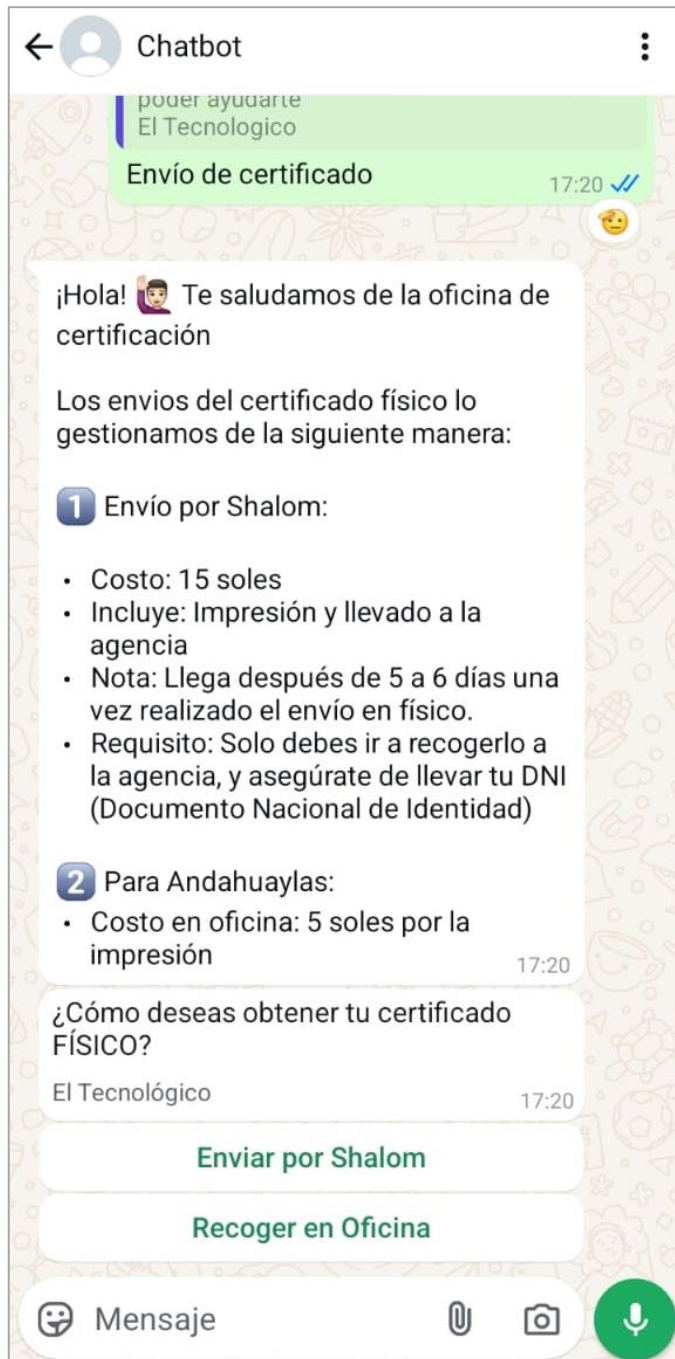 Chatbot
poder ayudarte
El Tecnologico
Envío de certificado
17:20
¡Hola! Te saludamos de la oficina de
certificación
Los envios del certificado físico lo
gestionamos de la siguiente manera:
1 Envío por Shalom:
• Costo: 15 soles
• Incluye: Impresión y llevado a la
agencia
• Nota: Llega después de 5 a 6 días una
vez realizado el envío en físico.
• Requisito: Solo debes ir a recogerlo a
la agencia, y asegúrate de llevar tu DNI
(Documento Nacional de Identidad)
2 Para Andahuaylas:
• Costo en oficina: 5 soles por la
impresión
17:20
¿Cómo deseas obtener tu certificado
FÍSICO?
El Tecnológico
17:20
Enviar por Shalom
Recoger en Oficina
Mensaje